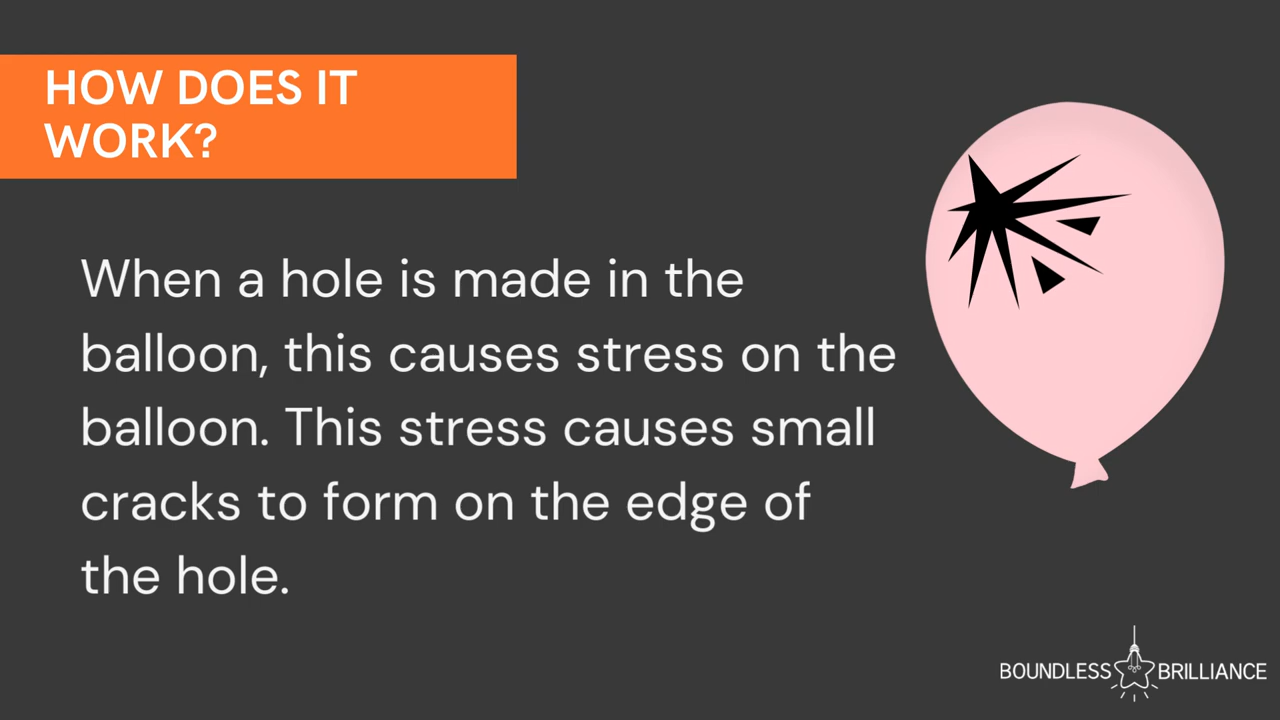 HOW DOES IT
WORK?
When a hole is made in the
balloon, this causes stress on the
balloon. This stress causes small
cracks to form on the edge of
the hole.
BOUNDLESS BRILLIANCE